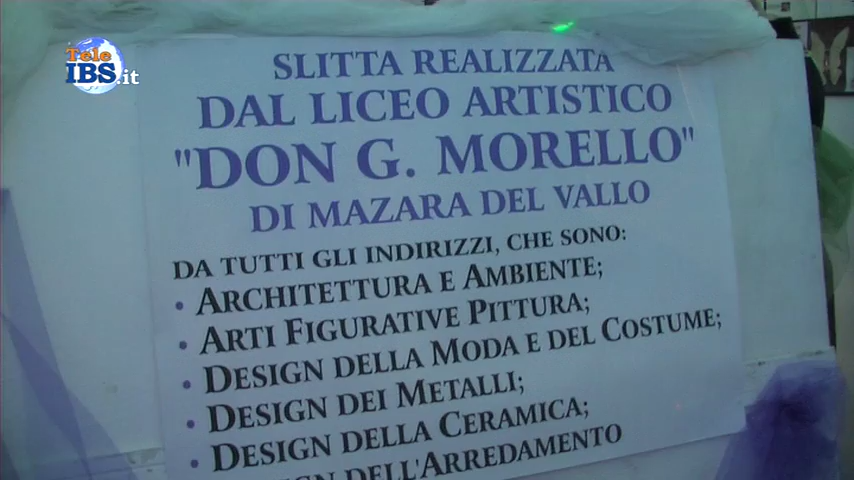 Tele
IBS.it
SLITTA REALIZZATA
DAL LICEO ARTISTICO
"DON G. MORELLO"
DI MAZARA DEL VALLO
DA TUTTI GLI INDIRIZZI, CHE SONO:
• ARCHITETTURA E AMBIENTE;
• ARTI FIGURATIVE PITTURA;
• DESIGN DELLA MODA E DEL COSTUME;
• DESIGN DEI METALLI;
• DESIGN DELLA CERAMICA;
• DESIGN DELL'ARREDAMENTO